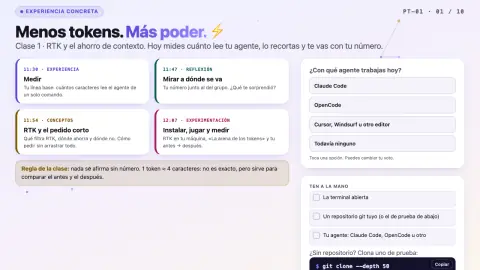 EXPERIENCIA CONCRETA
PT-01 · 01 / 10
Menos tokens. Más poder. ⚡
Clase 1 · RTK y el ahorro de contexto. Hoy mides cuánto lee tu agente, lo recortas y te vas con tu número.
11:39 · EXPERIENCIA
Medir
Tu línea base: cuántos caracteres lee el agente de un solo comando.
11:47 · REFLEXIÓN
Mirar a dónde se va
Tu número junto al del grupo. ¿Qué te sorprendió?
11:54 · CONCEPTOS
RTK y el pedido corto
Qué filtra RTK, dónde ahorra y dónde no. Cómo pedir sin arrastrar todo.
12:07 · EXPERIMENTACIÓN
Instalar, jugar y medir
RTK en tu máquina, «La arena de los tokens» y tu antes → después.
Regla de la clase: nada se afirma sin número. 1 token ≈ 4 caracteres: no es exacto, pero sirve para comparar el antes y el después.
¿Con qué agente trabajas hoy?
Claude Code
OpenCode
Cursor, Windsurf u otro editor
Todavía ninguno
Toca una opción. Puedes cambiar tu voto.
TEN A LA MANO
La terminal abierta
Un repositorio git tuyo (o el de prueba de abajo)
Tu agente: Claude Code, OpenCode u otro
¿Sin repositorio? Clona uno de prueba:
$ git clone --depth 50
Copiar